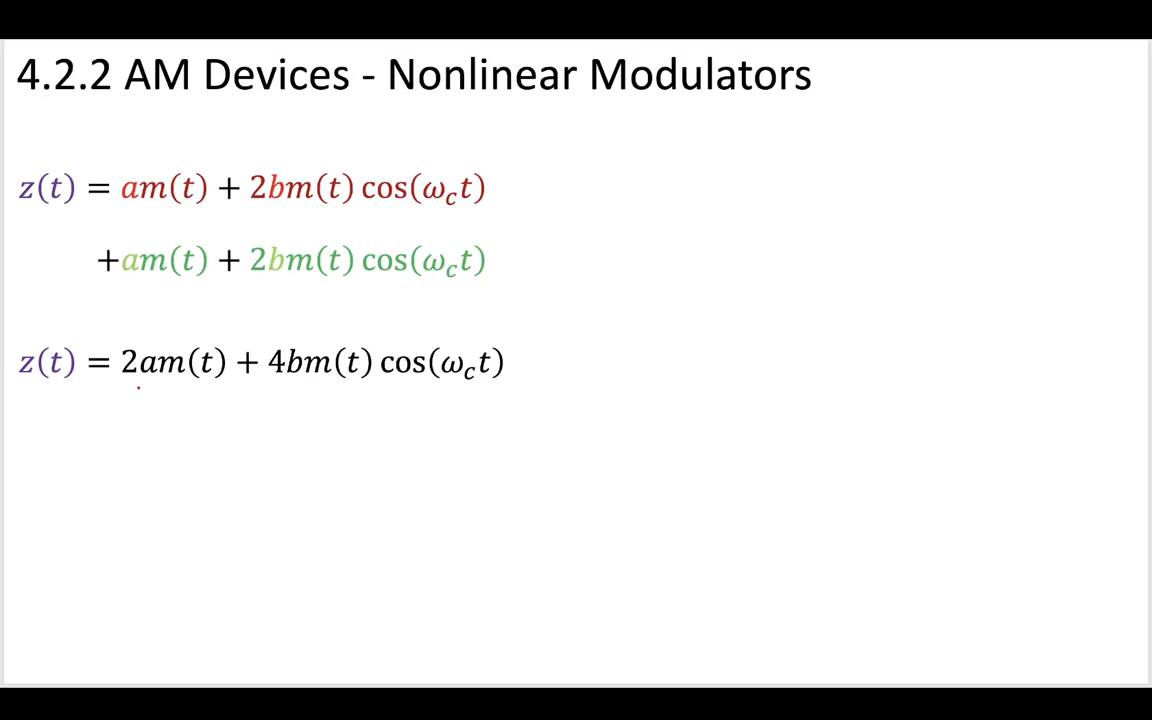 4.2.2 AM Devices - Nonlinear Modulators
z(t) = am(t) + 2bm(t) cos(ω_c t)
+am(t) + 2bm(t) cos(ω_c t)
z(t) = 2am(t) + 4bm(t) cos(ω_c t)